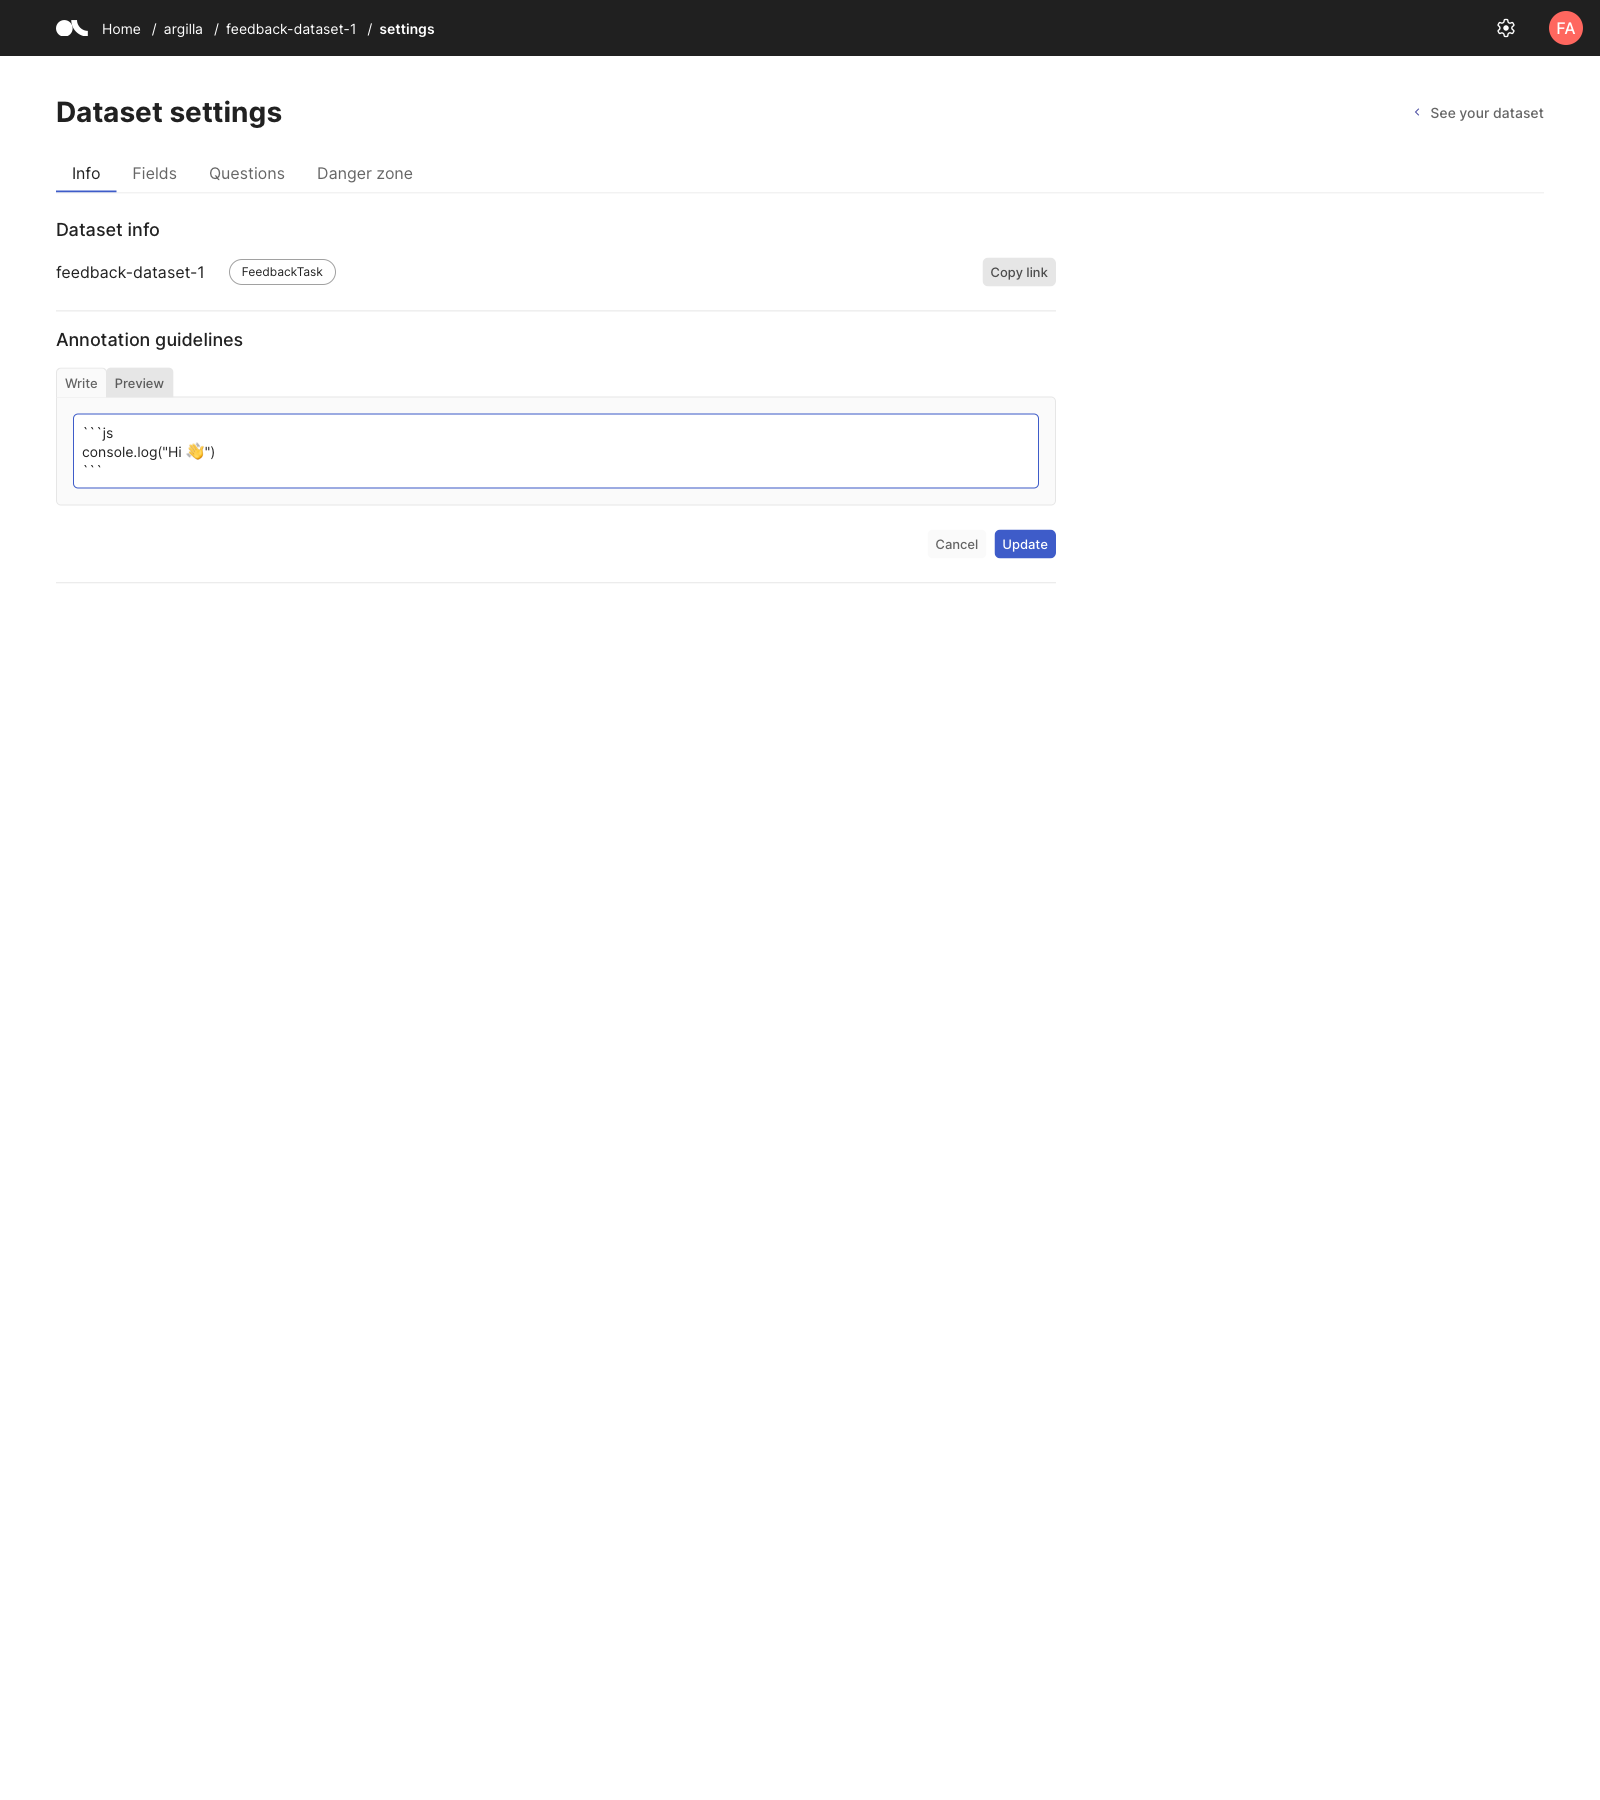 Home / argilla / feedback-dataset-1 / settings
FA
Dataset settings
See your dataset
Info Fields Questions Danger zone
Dataset info
feedback-dataset-1 FeedbackTask Copy link
Annotation guidelines
Write Preview
```js
console.log("Hi 👋")
```
Cancel Update